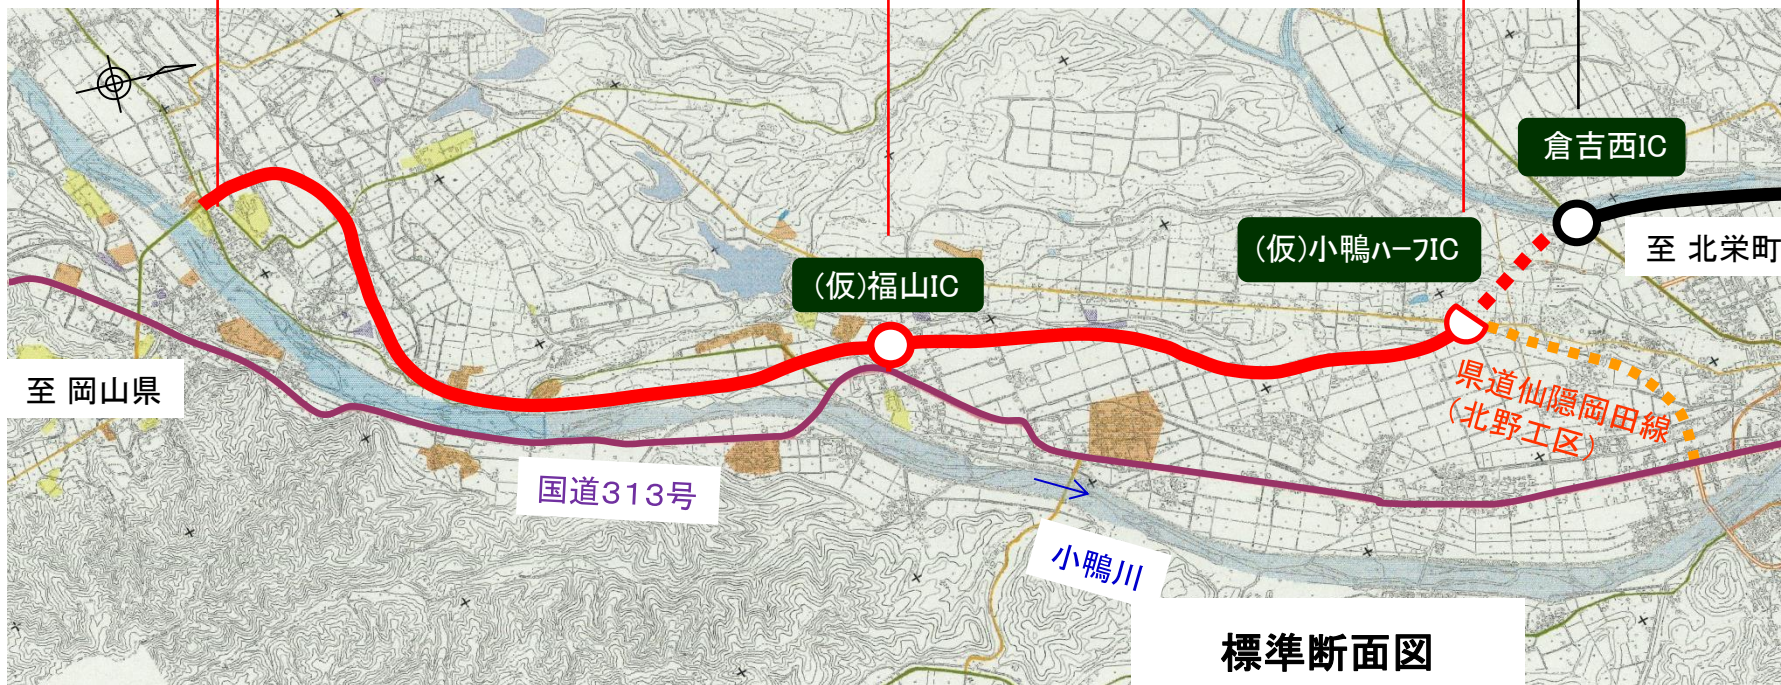 倉吉西IC
(仮)小鴨ハーフIC
至 北栄町
(仮)福山IC
至 岡山県
県道仙隠岡田線
(北野工区)
国道313号
小鴨川
標準断面図